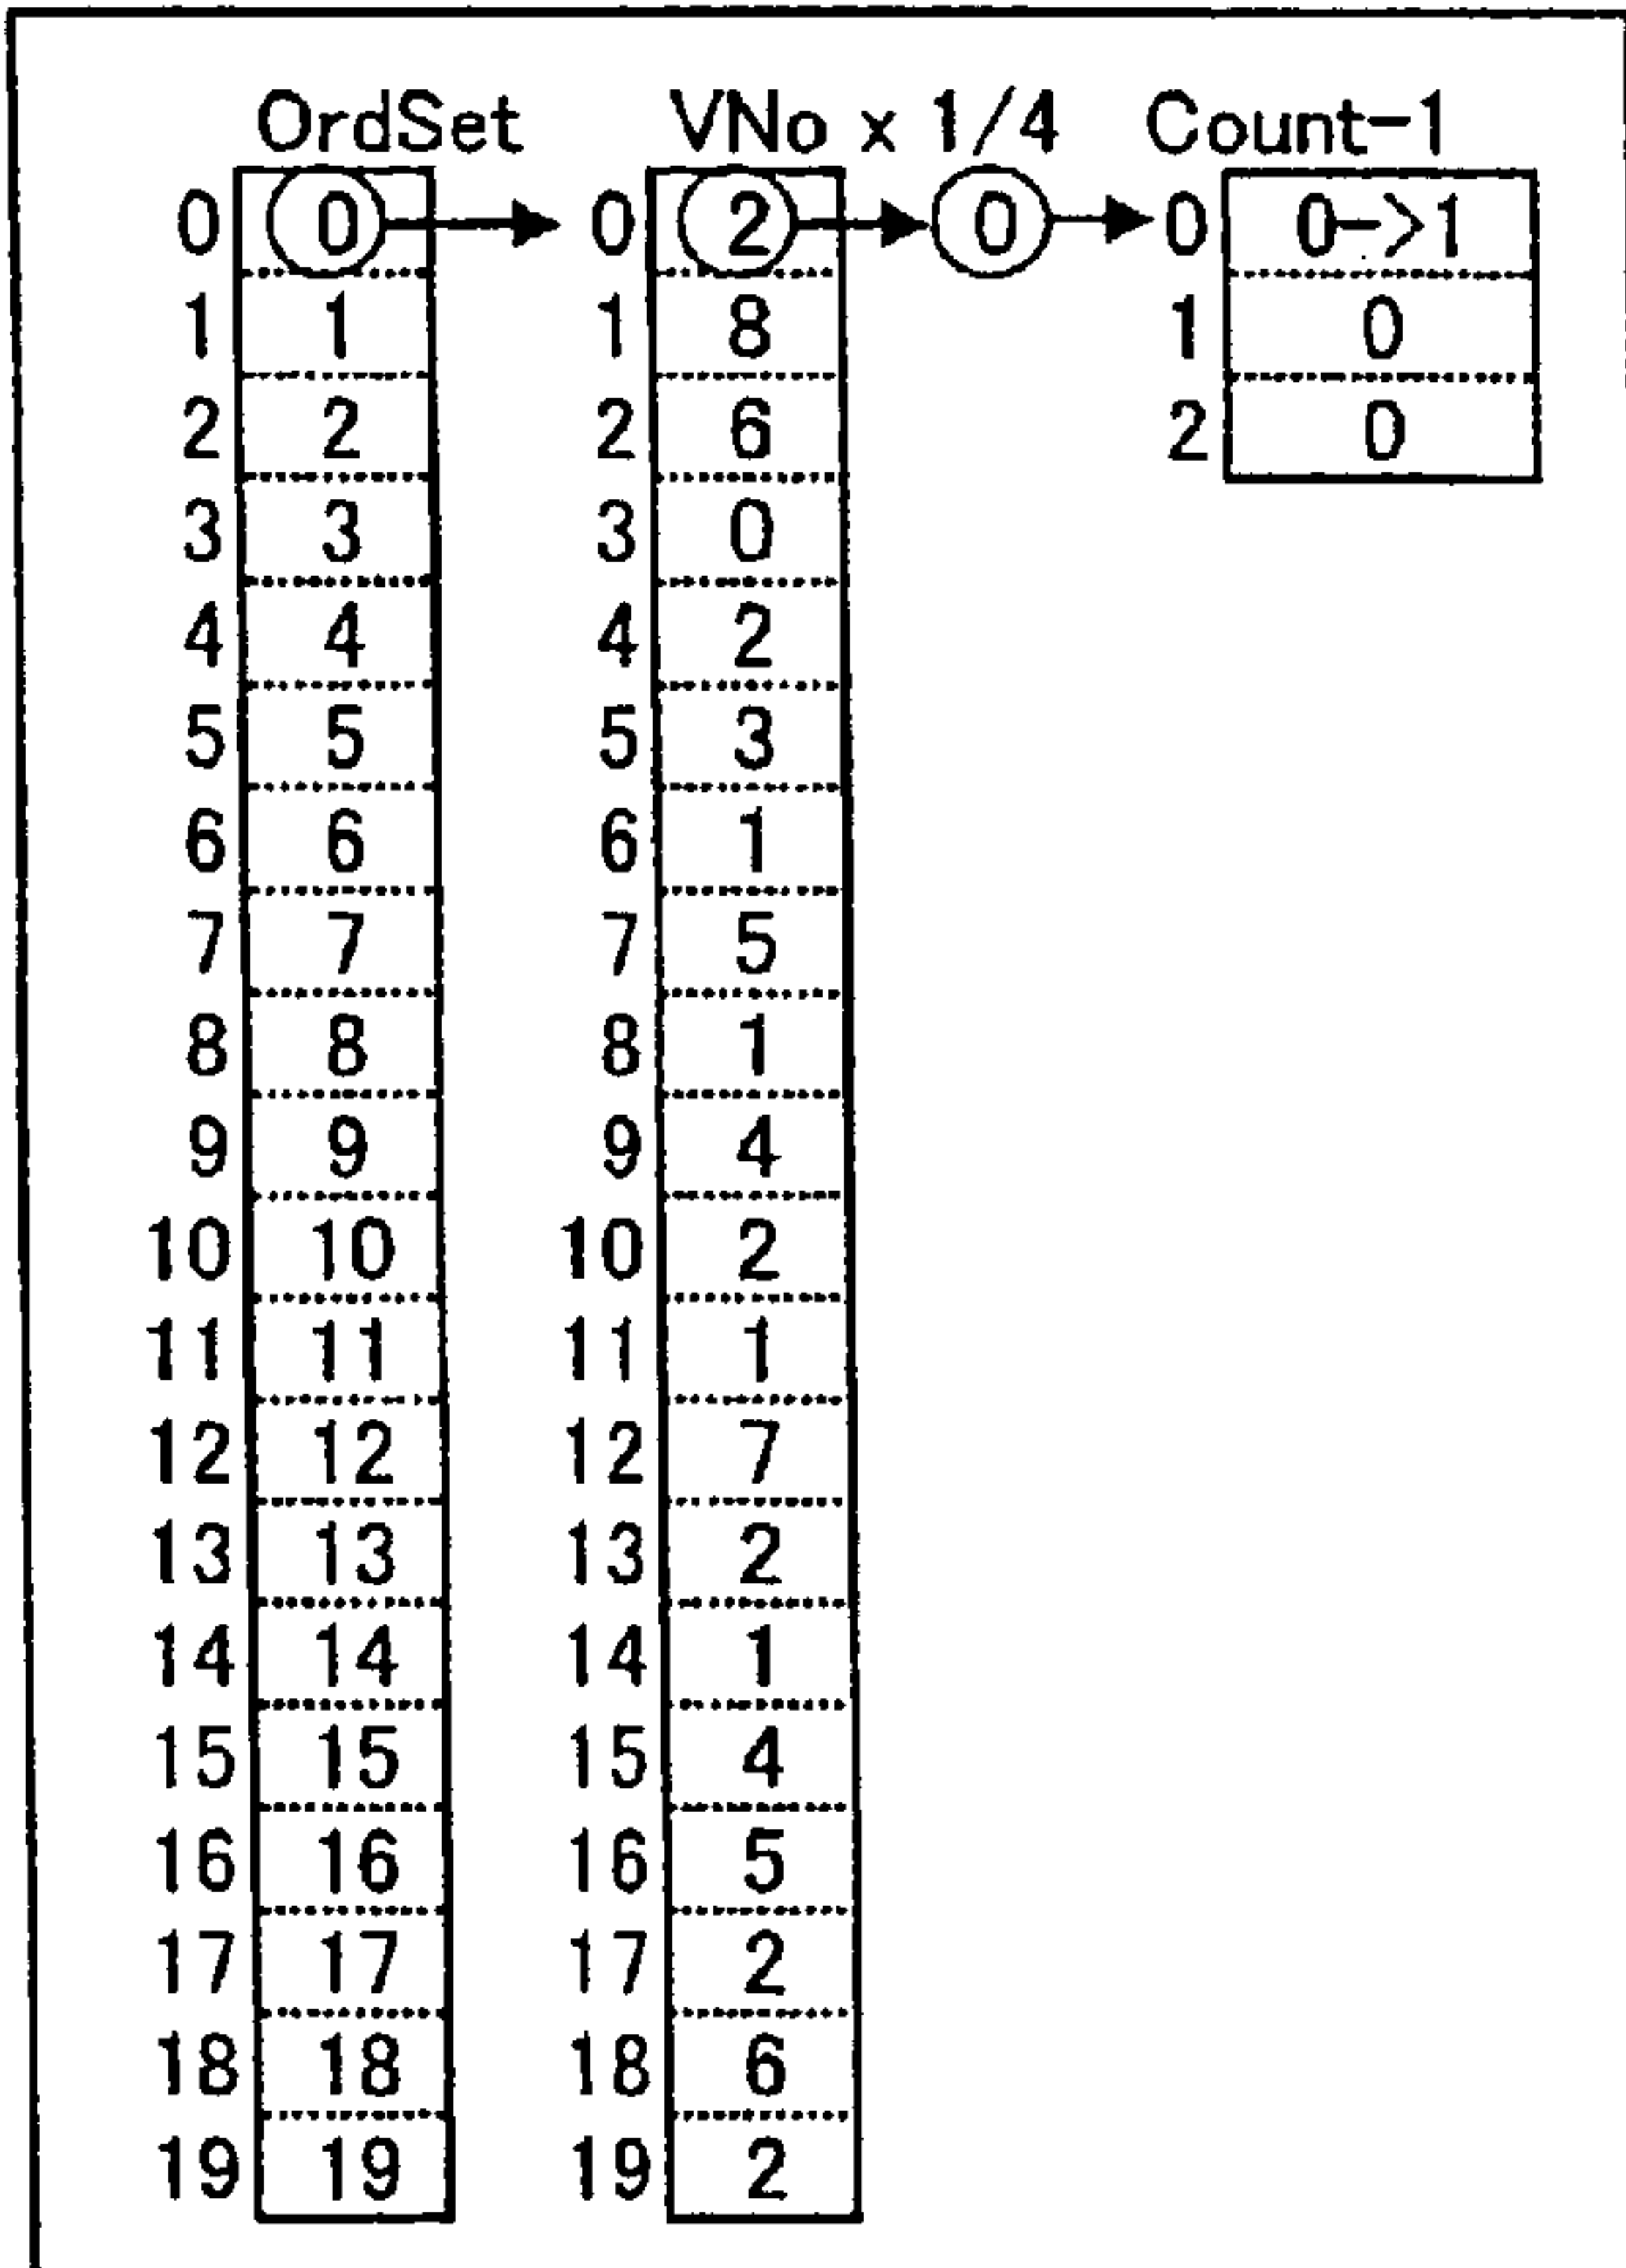 OrdSet VNo x 1/4 Count-1
0 0 0 2 0 0 0->1
1 1 1 8 1 0
2 2 2 6 2 0
3 3 3 0
4 4 4 2
5 5 5 3
6 6 6 1
7 7 7 5
8 8 8 1
9 9 9 4
10 10 10 2
11 11 11 1
12 12 12 7
13 13 13 2
14 14 14 1
15 15 15 4
16 16 16 5
17 17 17 2
18 18 18 6
19 19 19 2